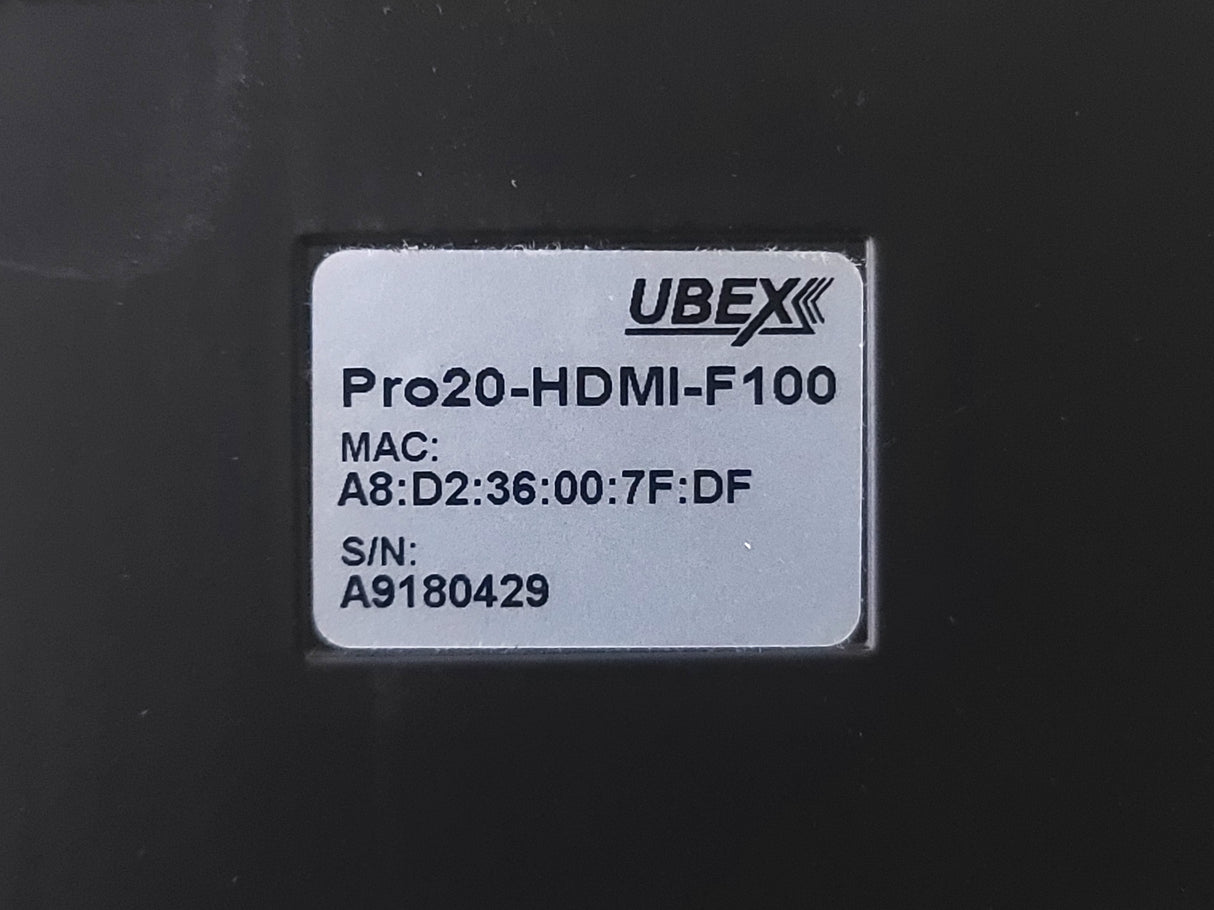 UBEX
Pro20-HDMI-F100
MAC:
A8:D2:36:00:7F:DF
S/N:
A9180429